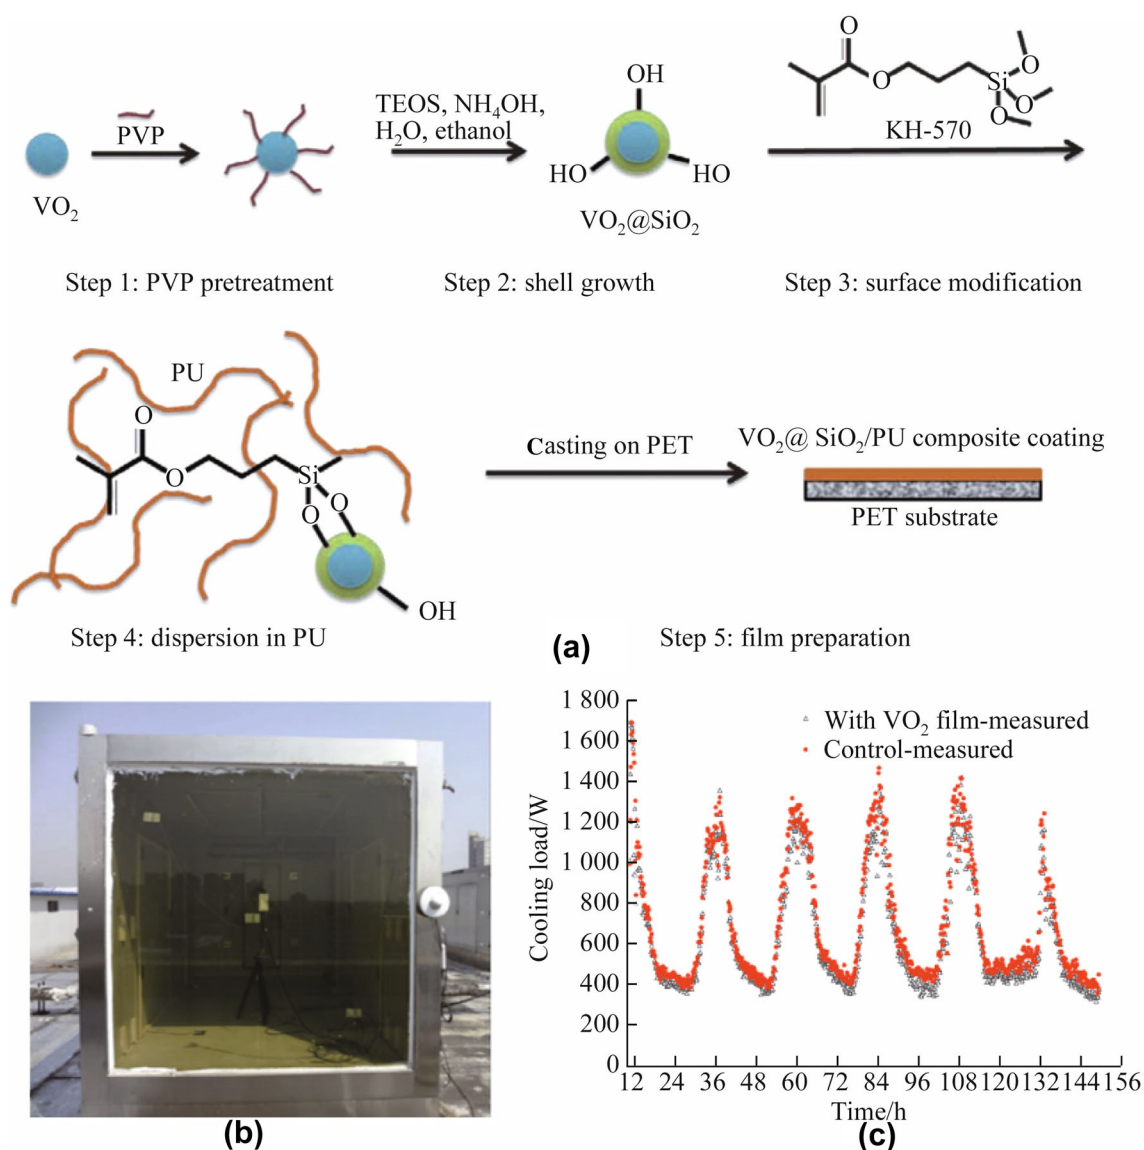 PVP
VO₂
Step 1: PVP pretreatment
TEOS, NH₄OH,
H₂O, ethanol
OH
HO
HO
VO₂@SiO₂
Step 2: shell growth
O
O
Si
O
O
O
KH-570
Step 3: surface modification
PU
O
O
Si
O
O
OH
Step 4: dispersion in PU
Casting on PET
VO₂@ SiO₂/PU composite coating
PET substrate
Step 5: film preparation
(a)
(b)
Cooling load/W
1 800
1 600
1 400
1 200
1 000
800
600
400
200
0
With VO₂ film-measured
Control-measured
12 24 36 48 60 72 84 96 108 120 132 144 156
Time/h
(c)